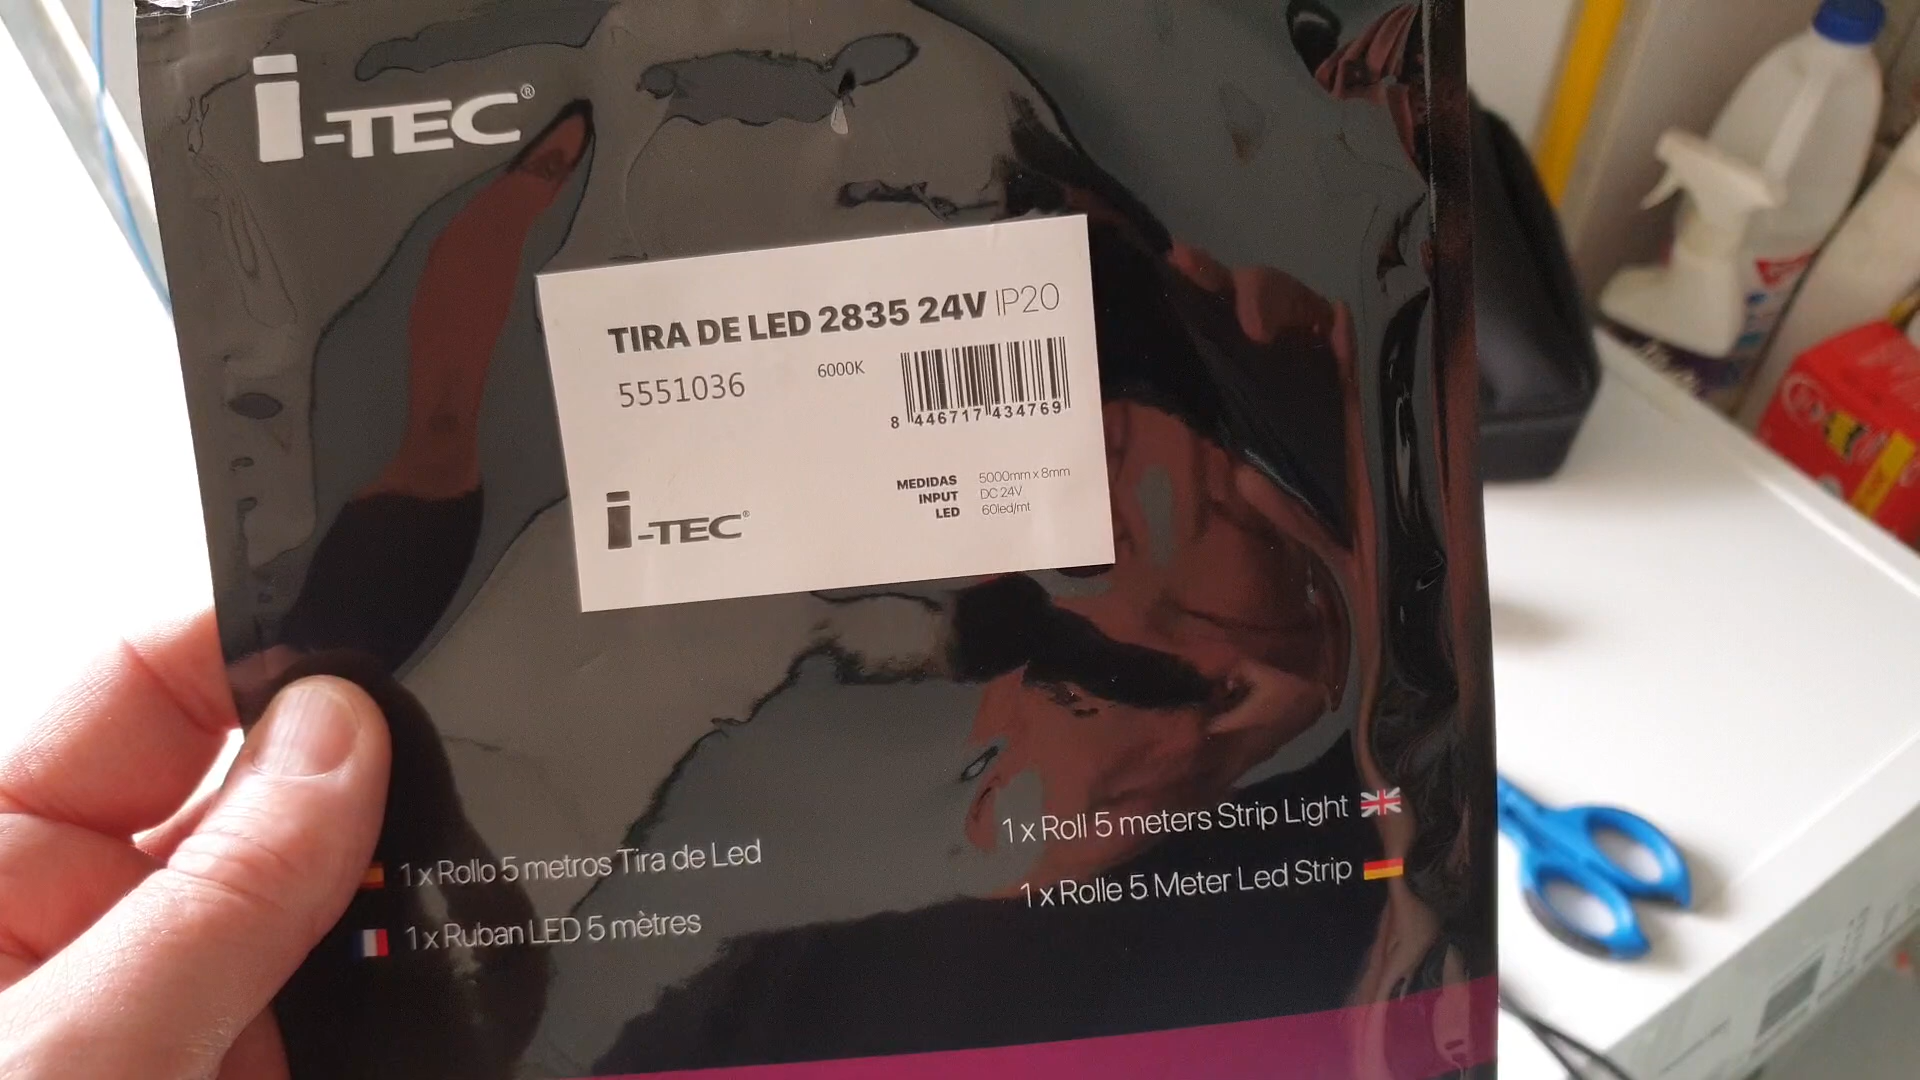 i-TEC®
TIRA DE LED 2835 24V IP20
5551036
6000K
8 446717 434769
MEDIDAS 5000mm x 8mm
INPUT DC 24V
LED 60led/mt
i-TEC®
1 x Rollo 5 metros Tira de Led
1 x Ruban LED 5 mètres
1 x Roll 5 meters Strip Light
1 x Rolle 5 Meter Led Strip